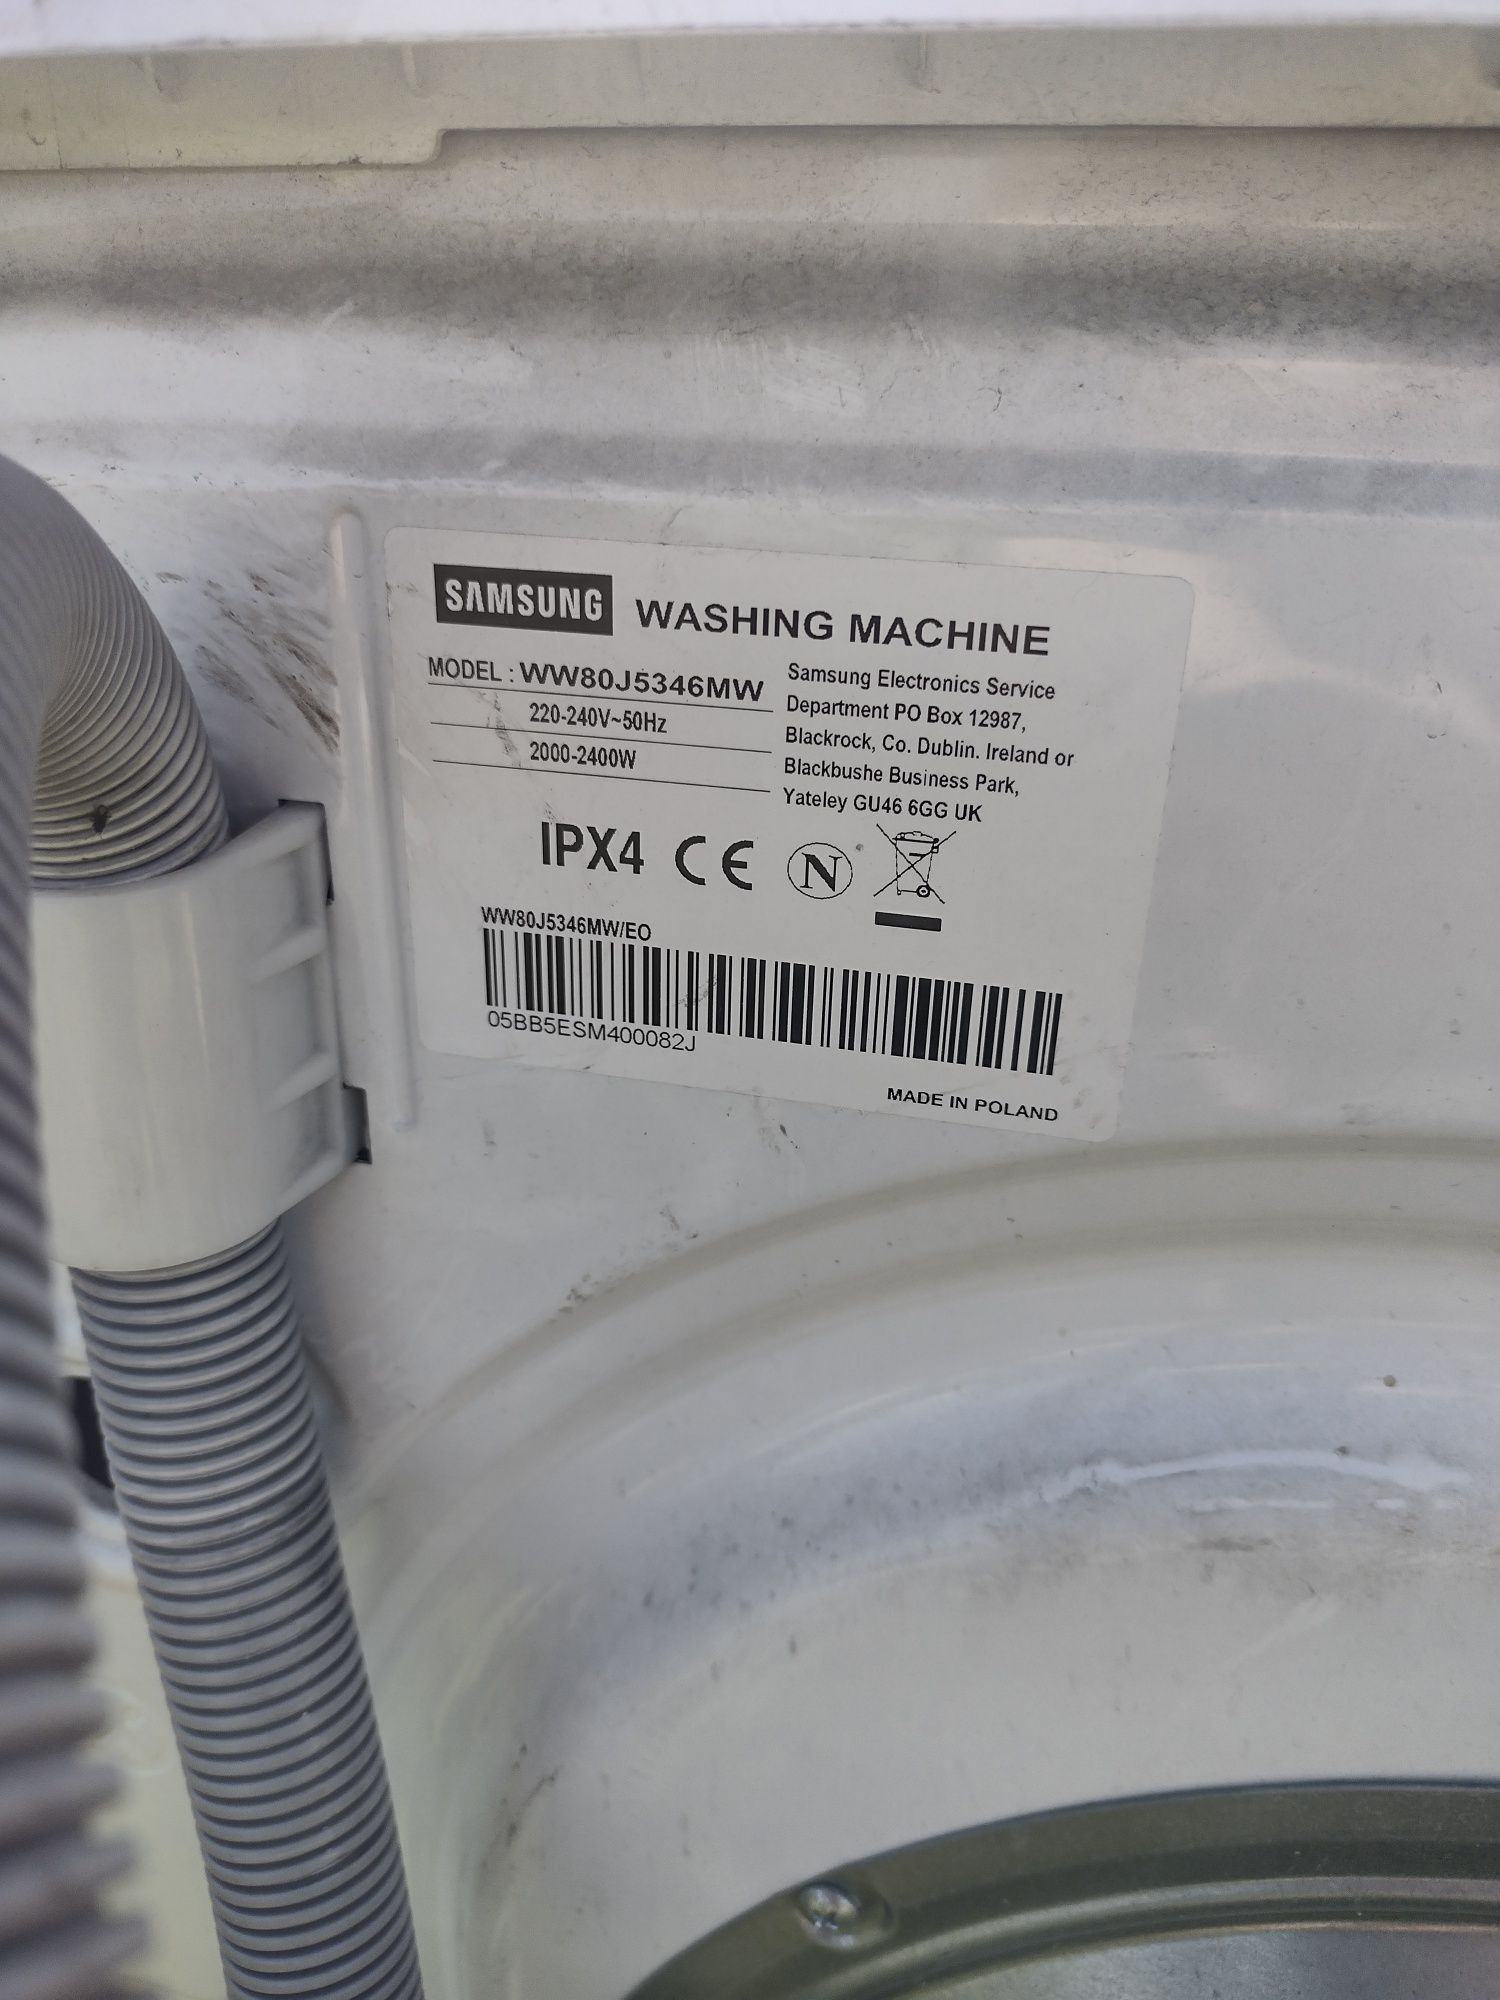 SAMSUNG WASHING MACHINE
MODEL : WW80J5346MW
220-240V~50Hz
2000-2400W
Samsung Electronics Service
Department PO Box 12987,
Blackrock, Co. Dublin. Ireland or
Blackbushe Business Park,
Yateley GU46 6GG UK
IPX4 CE N
WW80J5346MW/EO
05BB5ESM400082J
MADE IN POLAND